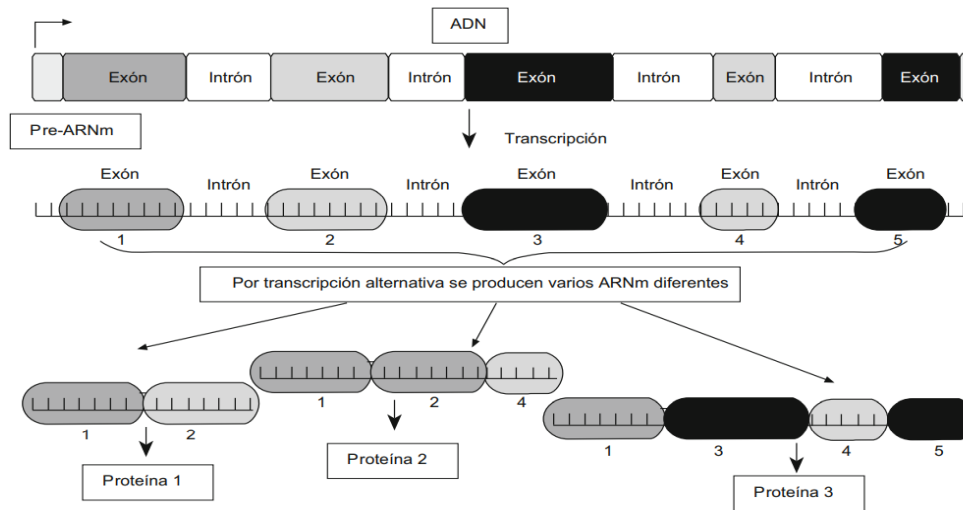 ADN
Exón Intrón Exón Intrón Exón Intrón Exón Intrón Exón
Pre-ARNm
Transcripción
Exón Intrón Exón Intrón Exón Intrón Exón Intrón Exón
1 2 3 4 5
Por transcripción alternativa se producen varios ARNm diferentes
1 2
1 2 4
1 3 4 5
Proteína 1
Proteína 2
Proteína 3